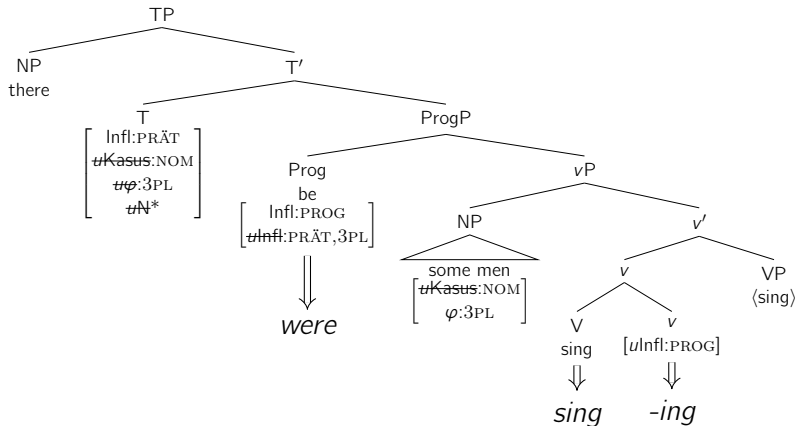 TP
NP
there
T′
T
Infl:PRÄT
uKasus:NOM
uφ:3PL
uN*
ProgP
Prog
be
Infl:PROG
uInfl:PRÄT,3PL
were
vP
NP
some men
uKasus:NOM
φ:3PL
v′
v
V
sing
sing
v
[uInfl:PROG]
-ing
VP
⟨sing⟩